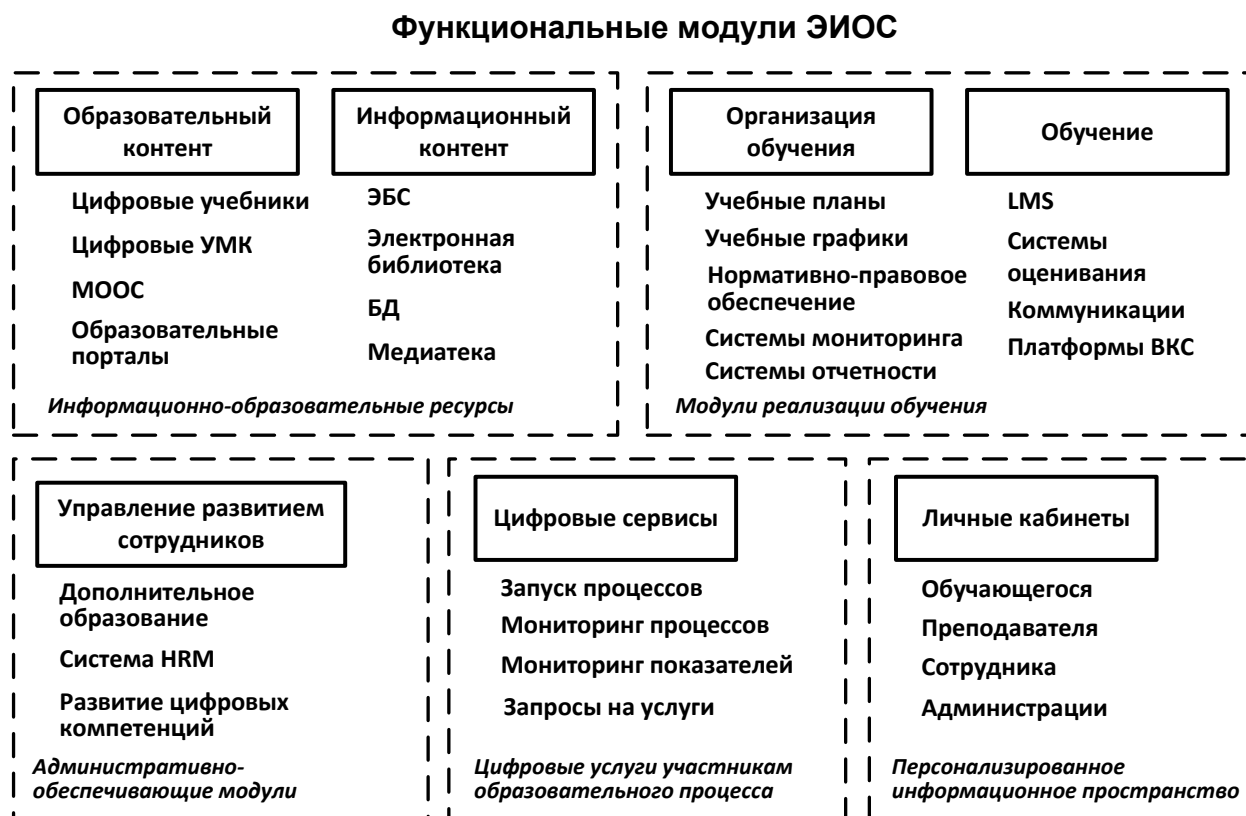 Функциональные модули ЭИОС
Образовательный
контент
Цифровые учебники
Цифровые УМК
МООС
Образовательные
порталы
Информационный
контент
ЭБС
Электронная
библиотека
БД
Медиатека
Информационно-образовательные ресурсы
Организация
обучения
Учебные планы
Учебные графики
Нормативно-правовое
обеспечение
Системы мониторинга
Системы отчетности
Обучение
LMS
Системы
оценивания
Коммуникации
Платформы ВКС
Модули реализации обучения
Управление развитием
сотрудников
Дополнительное
образование
Система HRM
Развитие цифровых
компетенций
Административно-
обеспечивающие модули
Цифровые сервисы
Запуск процессов
Мониторинг процессов
Мониторинг показателей
Запросы на услуги
Цифровые услуги участникам
образовательного процесса
Личные кабинеты
Обучающегося
Преподавателя
Сотрудника
Администрации
Персонализированное
информационное пространство